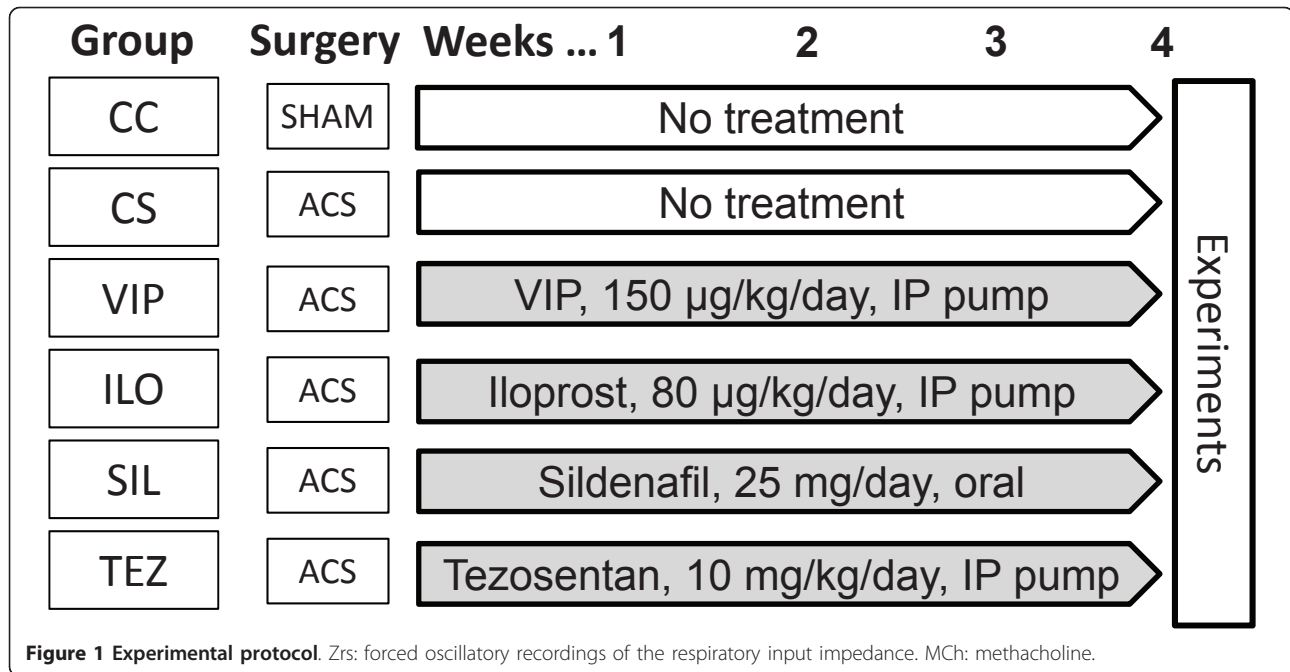 Group Surgery Weeks ... 1 2 3 4
CC SHAM No treatment
CS ACS No treatment
VIP ACS VIP, 150 µg/kg/day, IP pump
ILO ACS Iloprost, 80 µg/kg/day, IP pump
SIL ACS Sildenafil, 25 mg/day, oral
TEZ ACS Tezosentan, 10 mg/kg/day, IP pump
Experiments
Figure 1 Experimental protocol. Zrs: forced oscillatory recordings of the respiratory input impedance. MCh: methacholine.